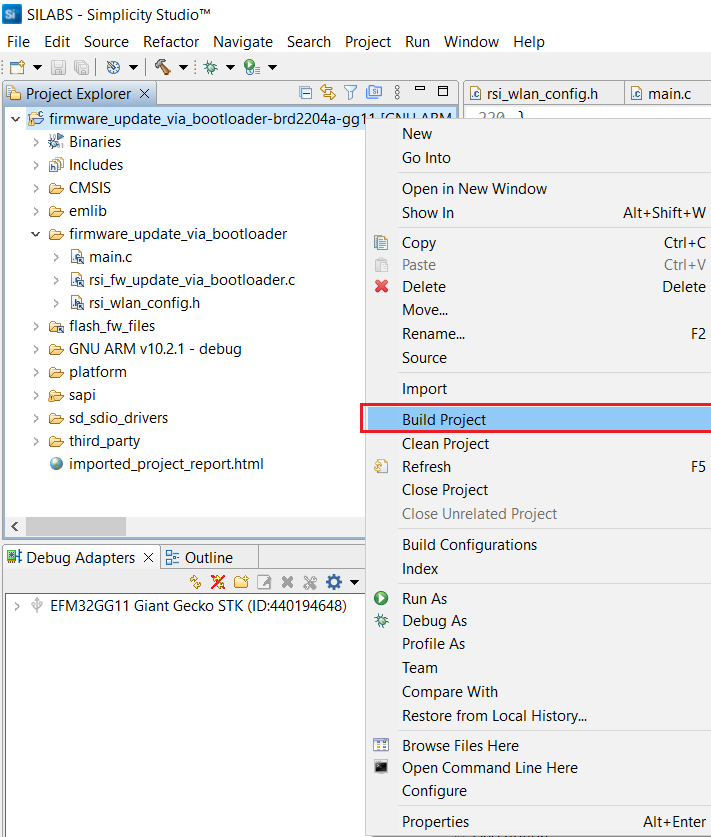 SILABS - Simplicity Studio™
File Edit Source Refactor Navigate Search Project Run Window Help
Project Explorer
rsi_wlan_config.h
main.c
firmware_update_via_bootloader-brd2204a-gg11 [GNU ARM
Binaries
Includes
CMSIS
emlib
firmware_update_via_bootloader
main.c
rsi_fw_update_via_bootloader.c
rsi_wlan_config.h
flash_fw_files
GNU ARM v10.2.1 - debug
platform
sapi
sd_sdio_drivers
third_party
imported_project_report.html
Debug Adapters
Outline
EFM32GG11 Giant Gecko STK (ID:440194648)
220 }
New
Go Into
Open in New Window
Show In Alt+Shift+W
Copy Ctrl+C
Paste Ctrl+V
Delete Delete
Move...
Rename... F2
Source
Import
Build Project
Clean Project
Refresh F5
Close Project
Close Unrelated Project
Build Configurations
Index
Run As
Debug As
Profile As
Team
Compare With
Restore from Local History...
Browse Files Here
Open Command Line Here
Configure
Properties Alt+Enter